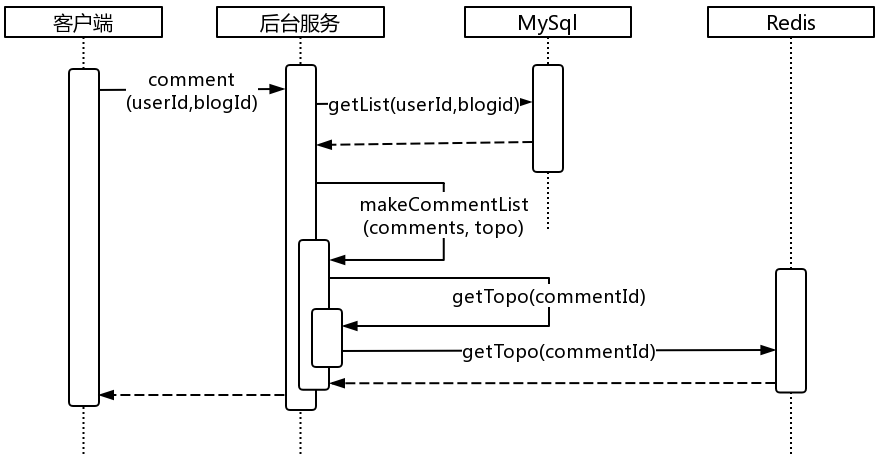 客户端
后台服务
MySql
Redis
comment
(userId,blogId)
getList(userId,blogid)
makeCommentList
(comments, topo)
getTopo(commentId)
getTopo(commentId)